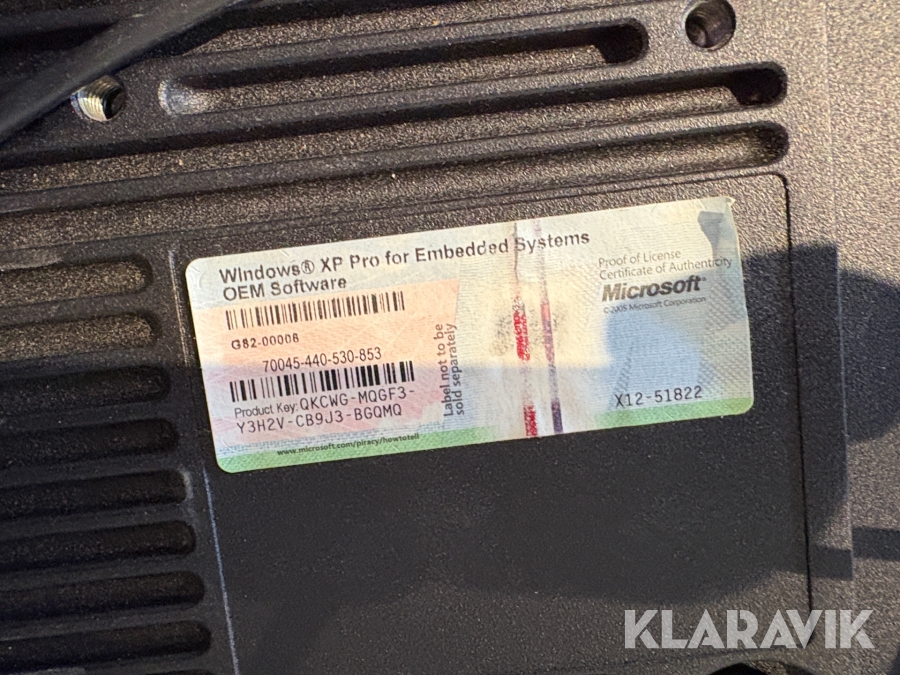 Windows® XP Pro for Embedded Systems
OEM Software
G82-00008
70045-440-530-853
Product Key: QKCWG-MQGF3-
Y3H2V-CB9J3-BGQMQ
www.microsoft.com/piracy/howtotell
Label not to be
sold separately
Proof of License
Certificate of Authenticity
Microsoft®
©2005 Microsoft Corporation
X12-51822
KLARAVIK